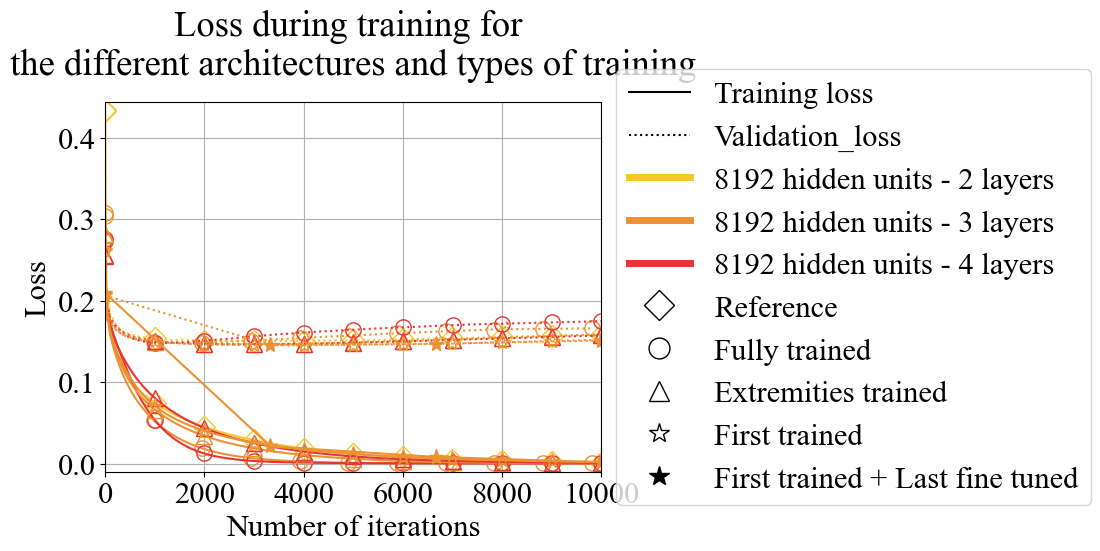 Loss during training for
the different architectures and types of training
Training loss
Validation_loss
8192 hidden units - 2 layers
8192 hidden units - 3 layers
8192 hidden units - 4 layers
Reference
Fully trained
Extremities trained
First trained
First trained + Last fine tuned
Loss
0.4
0.3
0.2
0.1
0.0
0
2000
4000
6000
8000
10000
Number of iterations